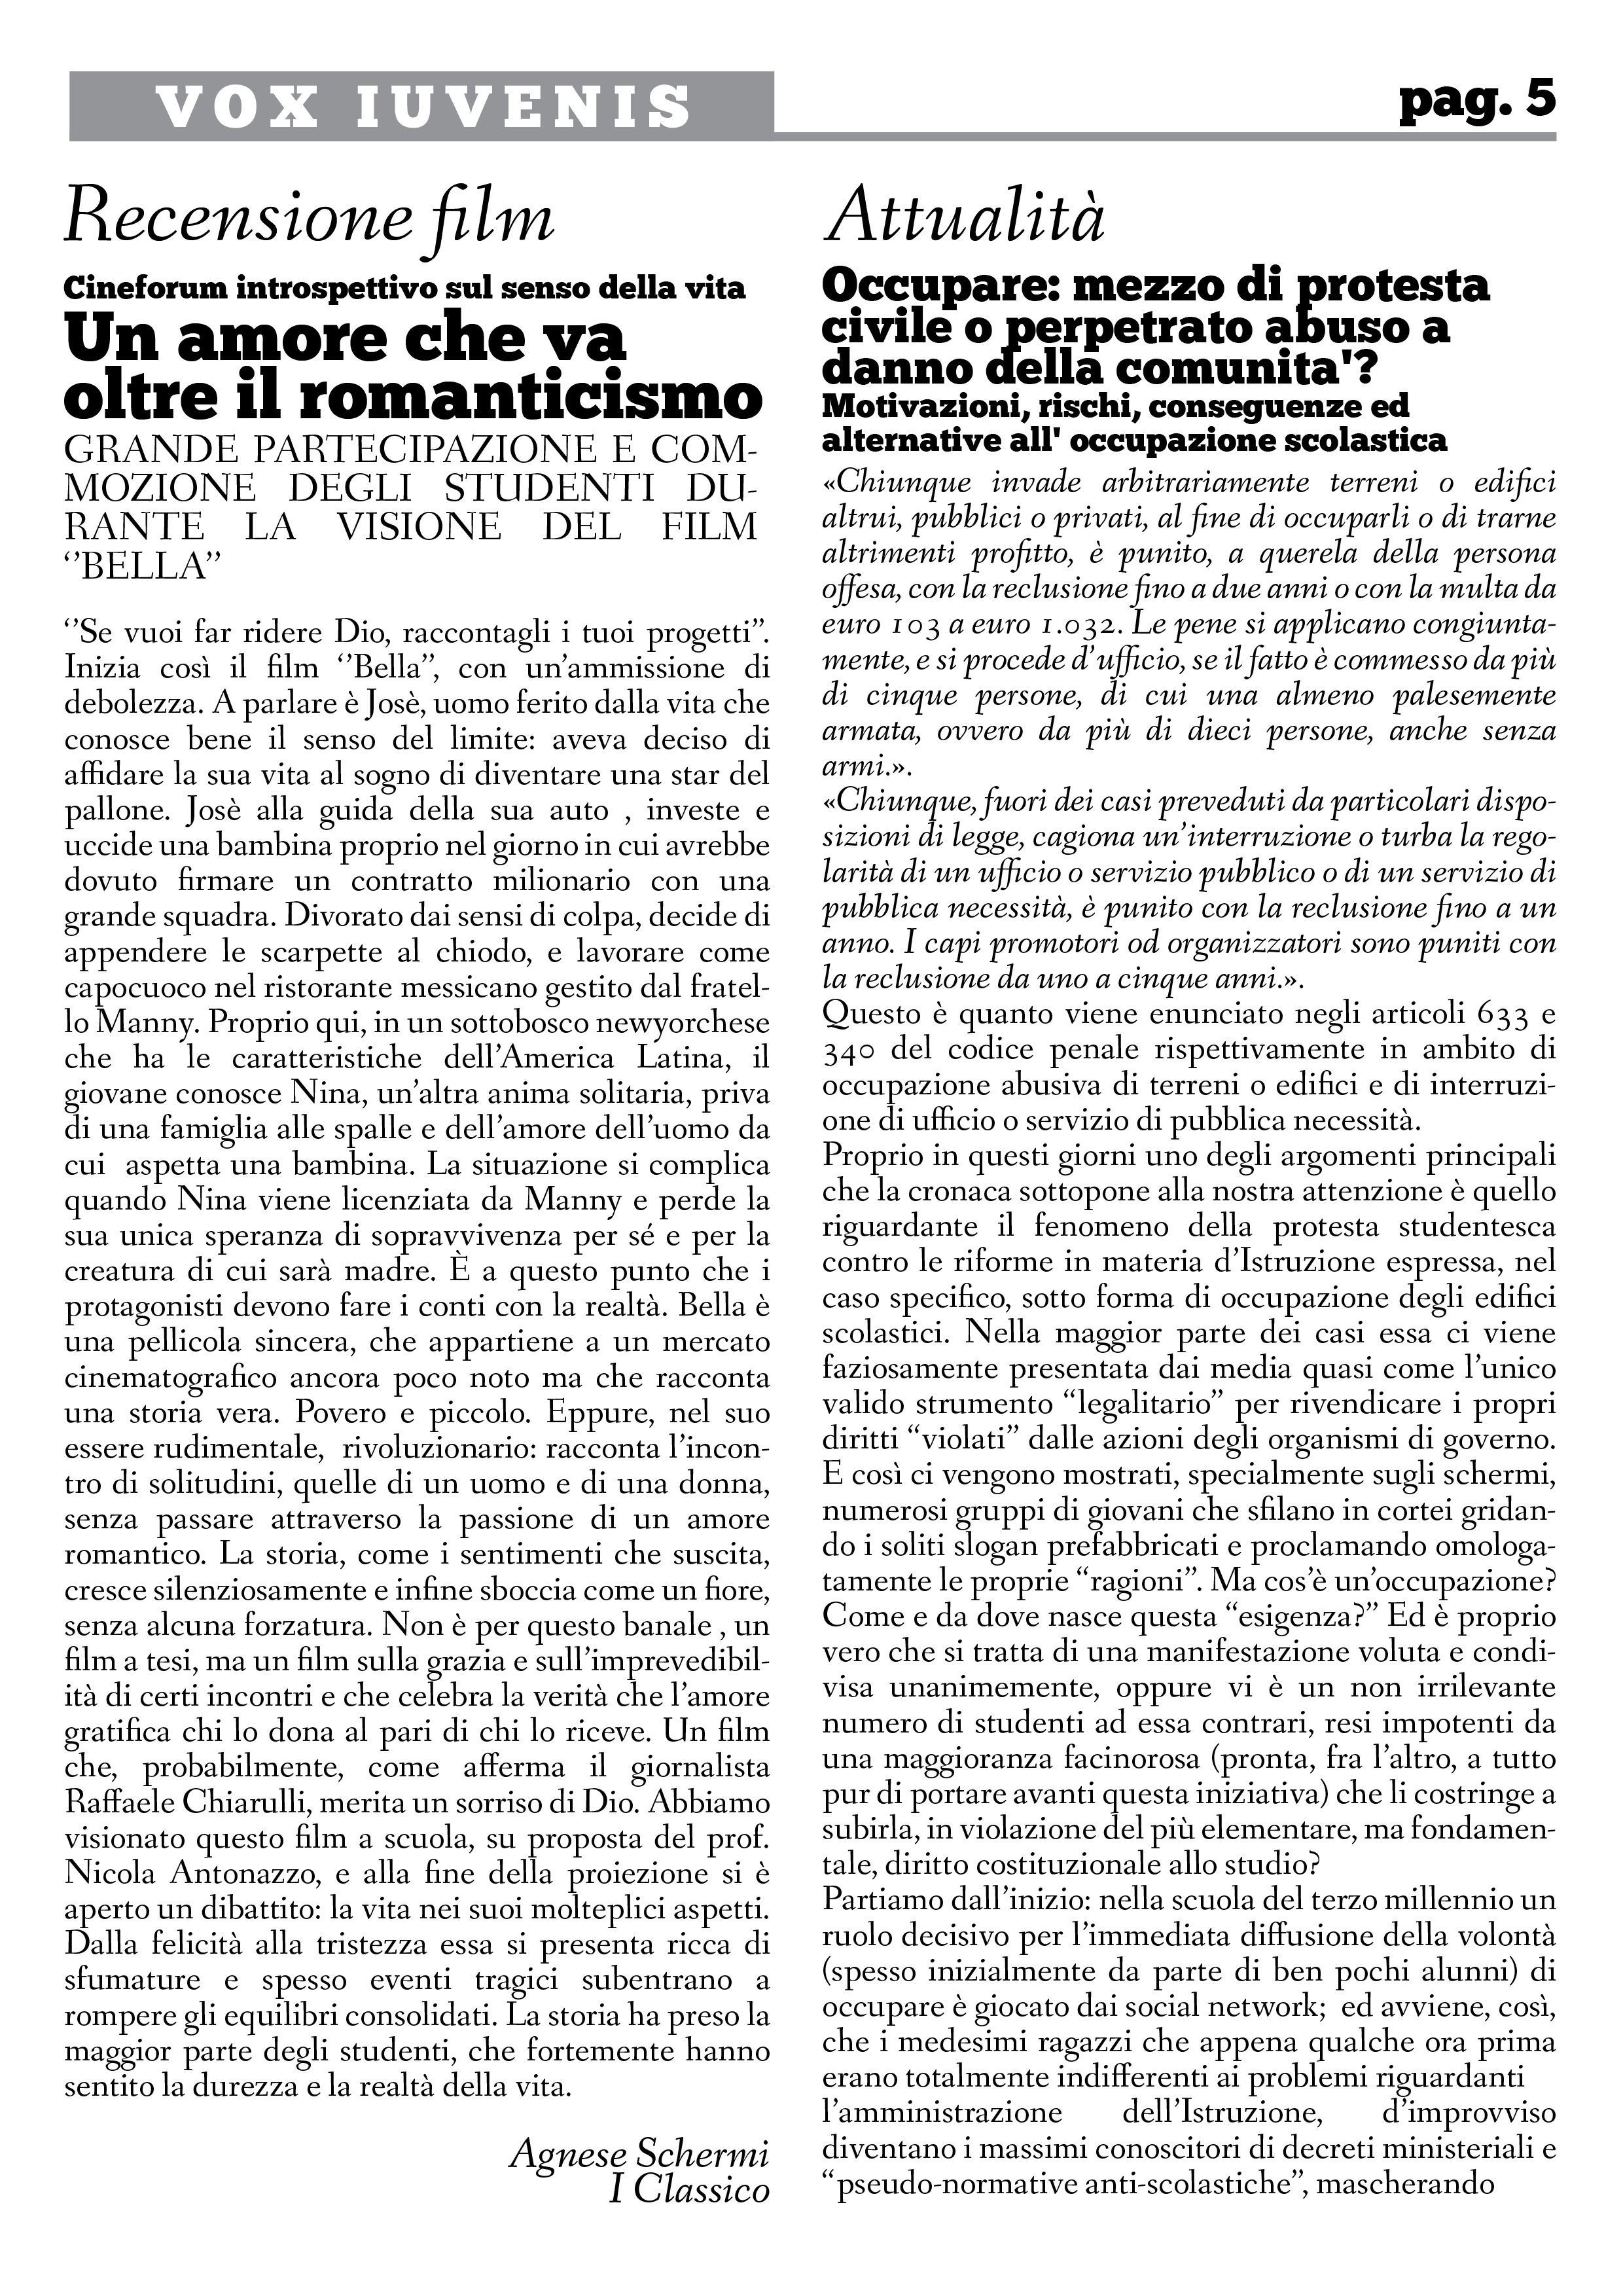 VOX IUVENIS
pag. 5
Recensione film
Cineforum introspettivo sul senso della vita
Un amore che va
oltre il romanticismo
GRANDE PARTECIPAZIONE E COM-
MOZIONE DEGLI STUDENTI DU-
RANTE LA VISIONE DEL FILM
‘’BELLA’’
‘’Se vuoi far ridere Dio, raccontagli i tuoi progetti’’.
Inizia così il film ‘’Bella’’, con un’ammissione di
debolezza. A parlare è Josè, uomo ferito dalla vita che
conosce bene il senso del limite: aveva deciso di
affidare la sua vita al sogno di diventare una star del
pallone. Josè alla guida della sua auto , investe e
uccide una bambina proprio nel giorno in cui avrebbe
dovuto firmare un contratto milionario con una
grande squadra. Divorato dai sensi di colpa, decide di
appendere le scarpette al chiodo, e lavorare come
capocuoco nel ristorante messicano gestito dal fratel-
lo Manny. Proprio qui, in un sottobosco newyorchese
che ha le caratteristiche dell’America Latina, il
giovane conosce Nina, un’altra anima solitaria, priva
di una famiglia alle spalle e dell’amore dell’uomo da
cui  aspetta una bambina. La situazione si complica
quando Nina viene licenziata da Manny e perde la
sua unica speranza di sopravvivenza per sé e per la
creatura di cui sarà madre. È a questo punto che i
protagonisti devono fare i conti con la realtà. Bella è
una pellicola sincera, che appartiene a un mercato
cinematografico ancora poco noto ma che racconta
una storia vera. Povero e piccolo. Eppure, nel suo
essere rudimentale,  rivoluzionario: racconta l’incon-
tro di solitudini, quelle di un uomo e di una donna,
senza passare attraverso la passione di un amore
romantico. La storia, come i sentimenti che suscita,
cresce silenziosamente e infine sboccia come un fiore,
senza alcuna forzatura. Non è per questo banale , un
film a tesi, ma un film sulla grazia e sull’imprevedibil-
ità di certi incontri e che celebra la verità che l’amore
gratifica chi lo dona al pari di chi lo riceve. Un film
che, probabilmente, come afferma il giornalista
Raffaele Chiarulli, merita un sorriso di Dio. Abbiamo
visionato questo film a scuola, su proposta del prof.
Nicola Antonazzo, e alla fine della proiezione si è
aperto un dibattito: la vita nei suoi molteplici aspetti.
Dalla felicità alla tristezza essa si presenta ricca di
sfumature e spesso eventi tragici subentrano a
rompere gli equilibri consolidati. La storia ha preso la
maggior parte degli studenti, che fortemente hanno
sentito la durezza e la realtà della vita.
Agnese Schermi
I Classico
Attualità
Occupare: mezzo di protesta
civile o perpetrato abuso a
danno della comunita'?
Motivazioni, rischi, conseguenze ed
alternative all' occupazione scolastica
«Chiunque invade arbitrariamente terreni o edifici
altrui, pubblici o privati, al fine di occuparli o di trarne
altrimenti profitto, è punito, a querela della persona
offesa, con la reclusione fino a due anni o con la multa da
euro 103 a euro 1.032. Le pene si applicano congiunta-
mente, e si procede d’ufficio, se il fatto è commesso da più
di cinque persone, di cui una almeno palesemente
armata, ovvero da più di dieci persone, anche senza
armi.».
«Chiunque, fuori dei casi preveduti da particolari dispo-
sizioni di legge, cagiona un’interruzione o turba la rego-
larità di un ufficio o servizio pubblico o di un servizio di
pubblica necessità, è punito con la reclusione fino a un
anno. I capi promotori od organizzatori sono puniti con
la reclusione da uno a cinque anni.».
Questo è quanto viene enunciato negli articoli 633 e
340 del codice penale rispettivamente in ambito di
occupazione abusiva di terreni o edifici e di interruzi-
one di ufficio o servizio di pubblica necessità.
Proprio in questi giorni uno degli argomenti principali
che la cronaca sottopone alla nostra attenzione è quello
riguardante il fenomeno della protesta studentesca
contro le riforme in materia d’Istruzione espressa, nel
caso specifico, sotto forma di occupazione degli edifici
scolastici. Nella maggior parte dei casi essa ci viene
faziosamente presentata dai media quasi come l’unico
valido strumento “legalitario” per rivendicare i propri
diritti “violati” dalle azioni degli organismi di governo.
E così ci vengono mostrati, specialmente sugli schermi,
numerosi gruppi di giovani che sfilano in cortei gridan-
do i soliti slogan prefabbricati e proclamando omologa-
tamente le proprie “ragioni”. Ma cos’è un’occupazione?
Come e da dove nasce questa “esigenza?” Ed è proprio
vero che si tratta di una manifestazione voluta e condi-
visa unanimemente, oppure vi è un non irrilevante
numero di studenti ad essa contrari, resi impotenti da
una maggioranza facinorosa (pronta, fra l’altro, a tutto
pur di portare avanti questa iniziativa) che li costringe a
subirla, in violazione del più elementare, ma fondamen-
tale, diritto costituzionale allo studio?
Partiamo dall’inizio: nella scuola del terzo millennio un
ruolo decisivo per l’immediata diffusione della volontà
(spesso inizialmente da parte di ben pochi alunni) di
occupare è giocato dai social network;  ed avviene, così,
che i medesimi ragazzi che appena qualche ora prima
erano totalmente indifferenti ai problemi riguardanti
l’amministrazione dell’Istruzione, d’improvviso
diventano i massimi conoscitori di decreti ministeriali e
“pseudo-normative anti-scolastiche”, mascherando